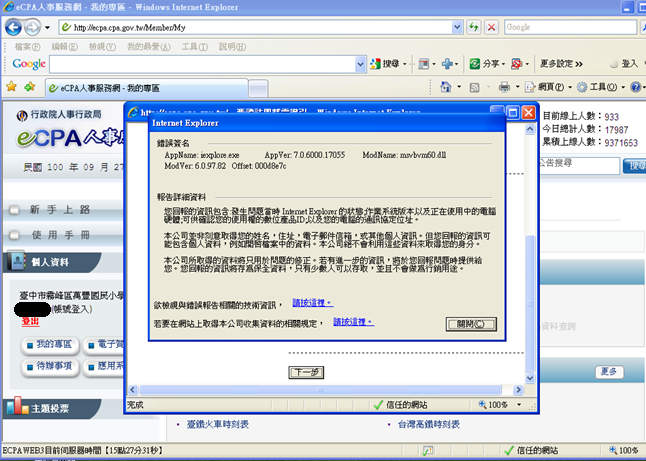 eCPA人事服務網 - 我的專區 - Windows Internet Explorer
http://ecpa.cpa.gov.tw/Member/My
Google
檔案(F) 編輯(E) 檢視(V) 我的最愛(A) 工具(T) 說明(H)
Google 搜尋 分享 更多設定 >> 登入
eCPA人事服務網 - 我的專區
網頁(P) 工具(O)
行政院人事行政局
eCPA人事
民國 100 年 09 月 27
目前線上人數: 933
今日總計人數: 17987
累積上線人數: 9371653
公告搜尋
搜尋
新手上路
使用手冊
個人資料
臺中市霧峰區萬豐國民小學
(帳號登入)
登出
我的專區
待辦事項
應用系
主題投票
Windows Internet Explorer
Internet Explorer
錯誤簽名
AppName: iexplore.exe AppVer: 7.0.6000.17055 ModName: msvbvm60.dll
ModVer: 6.0.97.82 Offset: 00048e7c
報告詳細資料
您回報的資訊包含:發生問題當時 Internet Explorer 的狀態;作業系統版本以及正在使用中的電腦
硬體;可供確認您的使用權的數位產品ID;以及您的電腦的通訊協定位址。
本公司並非刻意取得您的姓名，住址，電子郵件信箱，或其他個人資訊。但您回報的資訊可
能包含個人資料，例如開啓檔案中的資料。本公司絕不會利用這些資料來取得您的身分。
本公司所取得的資料將只用於問題的修正。若有進一步的資訊，將於您回報問題時提供給
您。您回報的資訊將存為保全資料，只有少數人可以存取，並且不會做為行銷用途。
欲檢視與錯誤報告相關的技術資訊， 請按這裡。
若要在網站上取得本公司收集資料的相關規定， 請按這裡。
關閉(C)
下一步
完成 信任的網站 100%
資料查詢
更多
臺鐵火車時刻表 台灣高鐵時刻表
ECPAWEB3目前伺服器時間【15點27分31秒】 信任的網站 100%